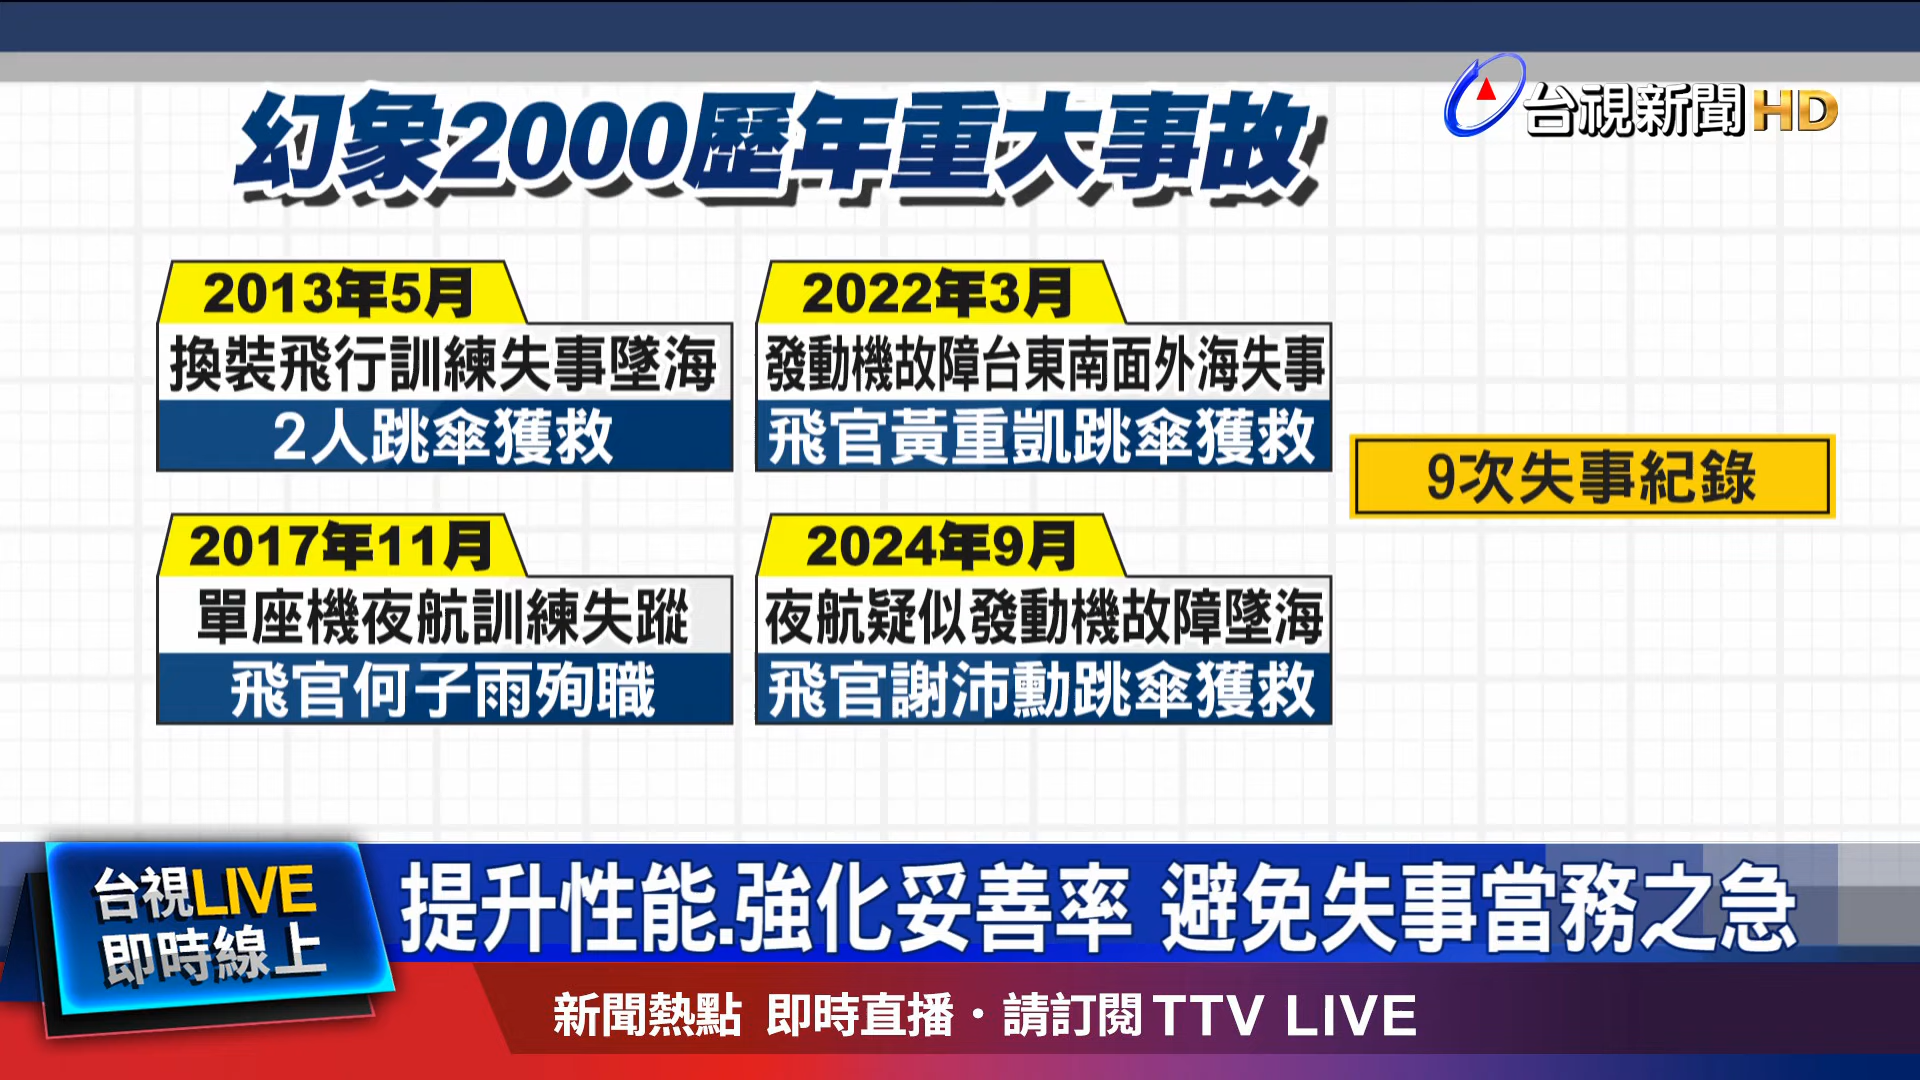 幻象2000歷年重大事故
台視新聞HD
2013年5月
換裝飛行訓練失事墜海
2人跳傘獲救
2022年3月
發動機故障台東南面外海失事
飛官黃重凱跳傘獲救
9次失事紀錄
2017年11月
單座機夜航訓練失蹤
飛官何子雨殉職
2024年9月
夜航疑似發動機故障墜海
飛官謝沛勳跳傘獲救
台視LIVE
即時線上
提升性能.強化妥善率 避免失事當務之急
新聞熱點 即時直播・請訂閱TTV LIVE